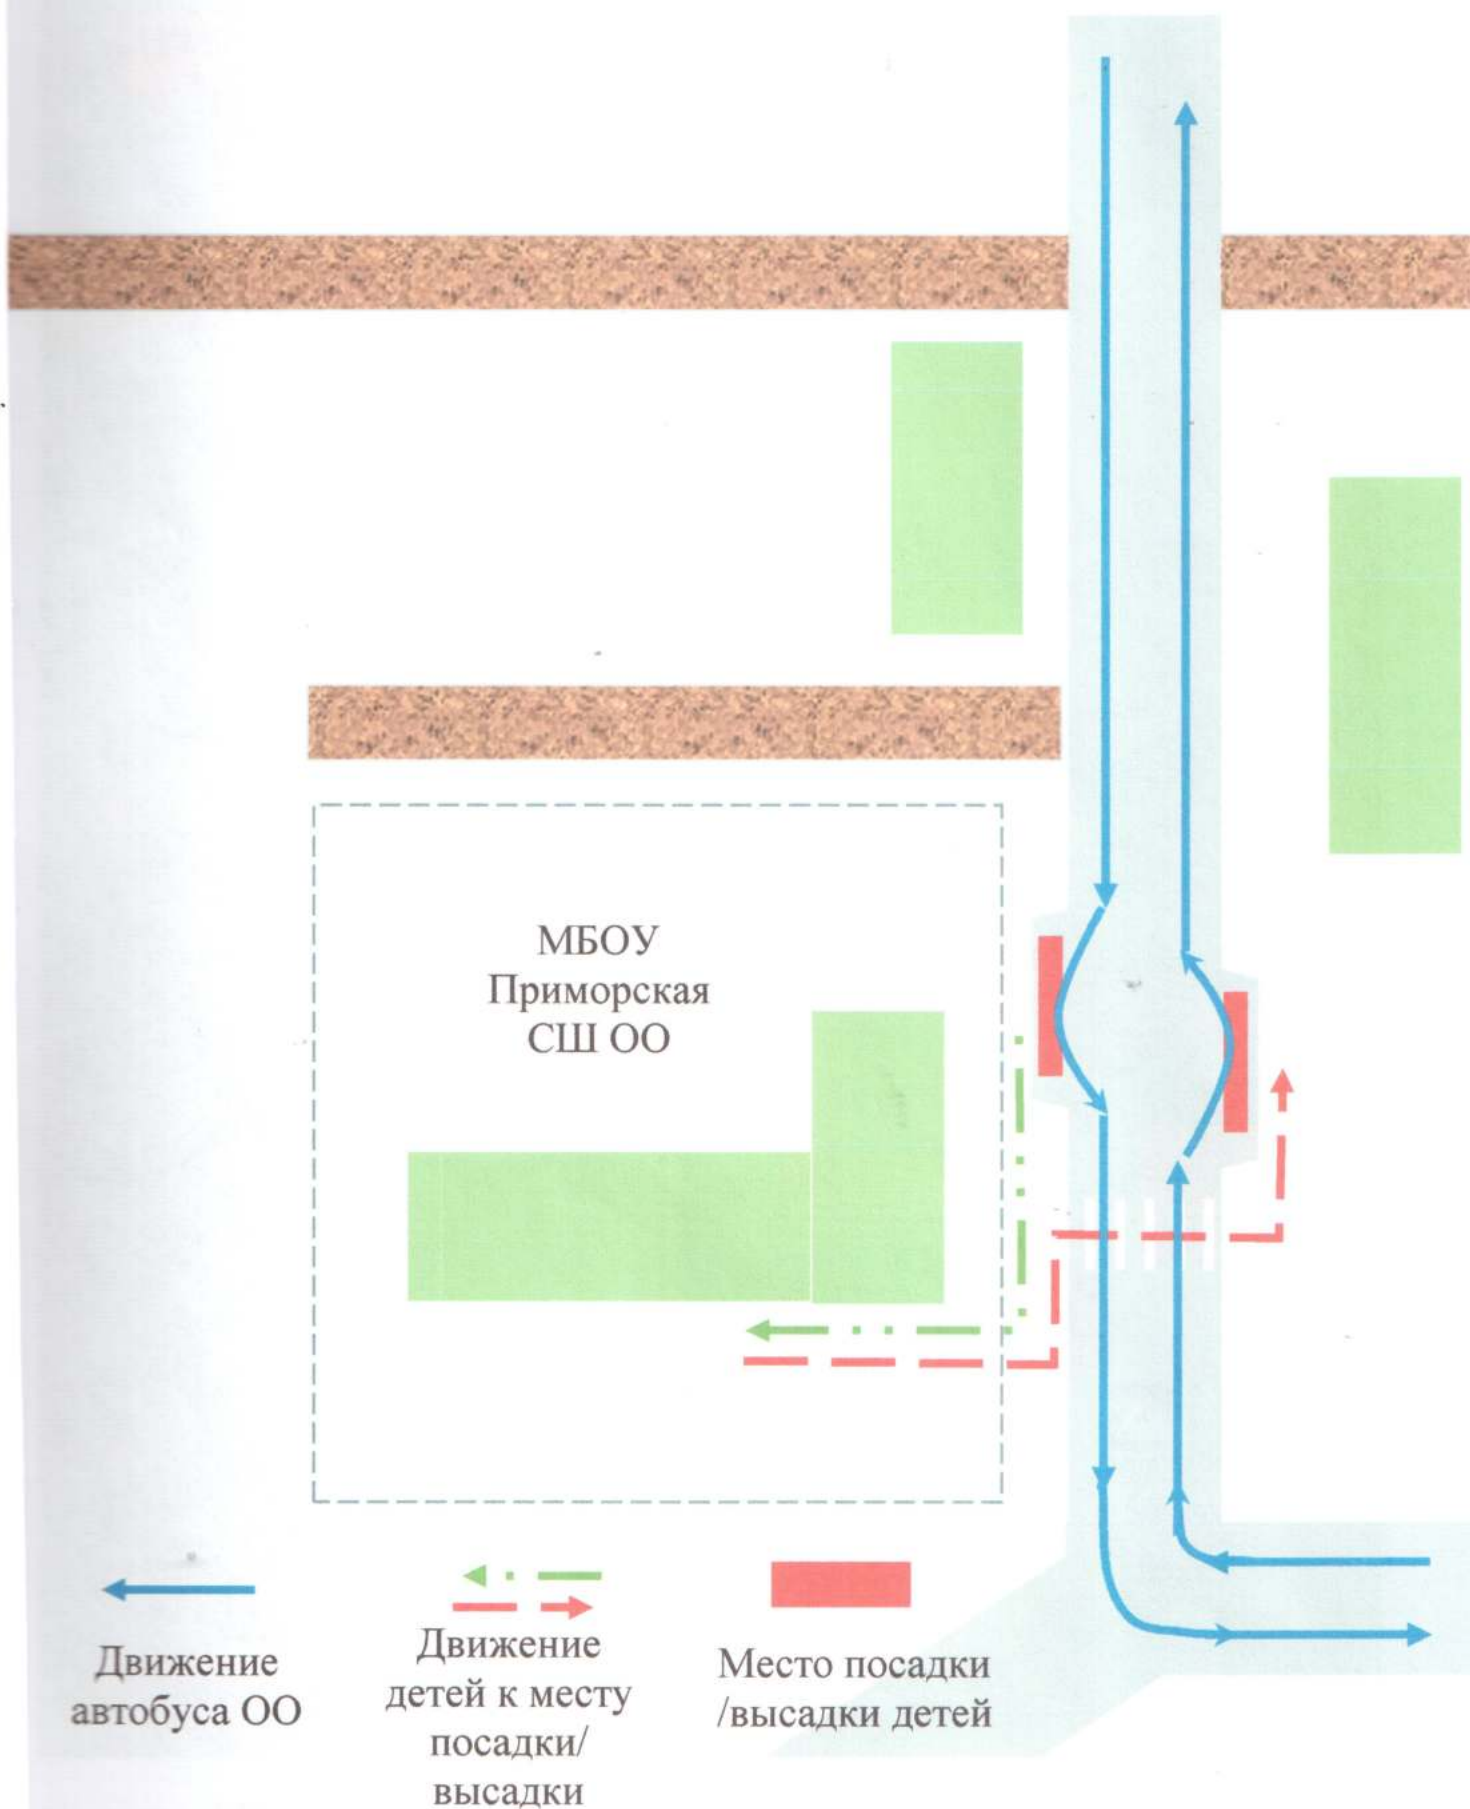 МБОУ
Приморская
СШ ОО
Движение
автобуса ОО
Движение
детей к месту
посадки/
высадки
Место посадки
/высадки детей